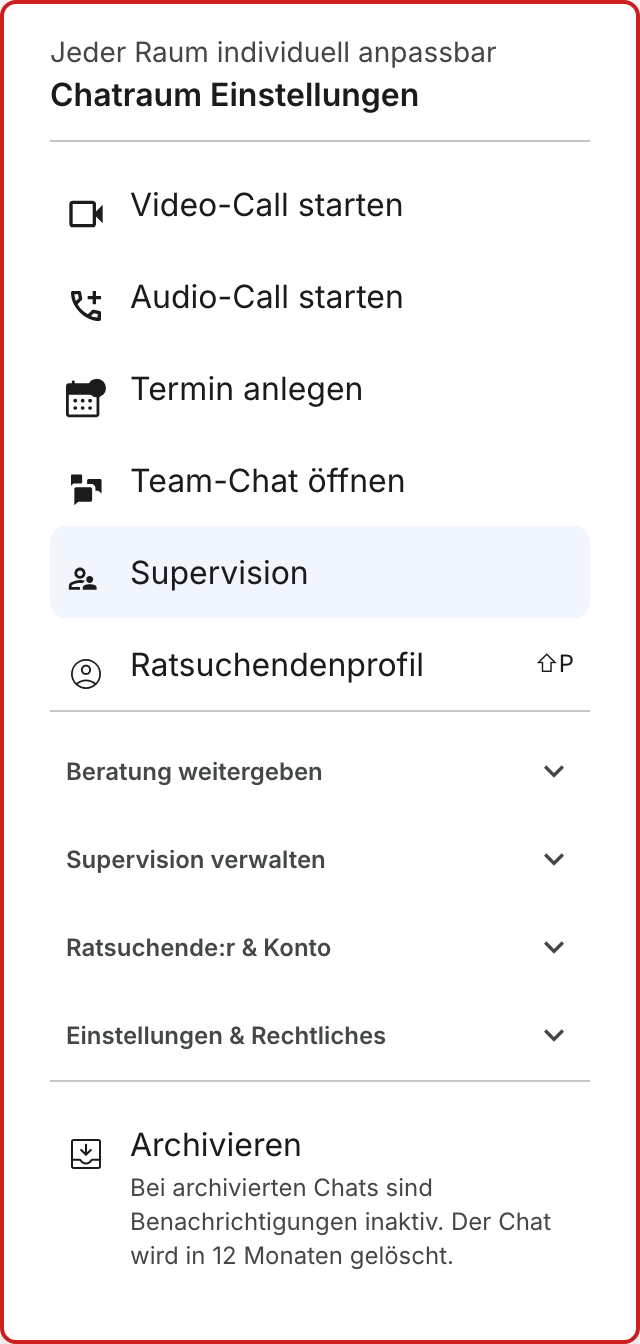 Jeder Raum individuell anpassbar
Chatraum Einstellungen
Video-Call starten
Audio-Call starten
Termin anlegen
Team-Chat öffnen
Supervision
Ratsuchendenprofil ⇧P
Beratung weitergeben
Supervision verwalten
Ratsuchende:r & Konto
Einstellungen & Rechtliches
Archivieren
Bei archivierten Chats sind
Benachrichtigungen inaktiv. Der Chat
wird in 12 Monaten gelöscht.